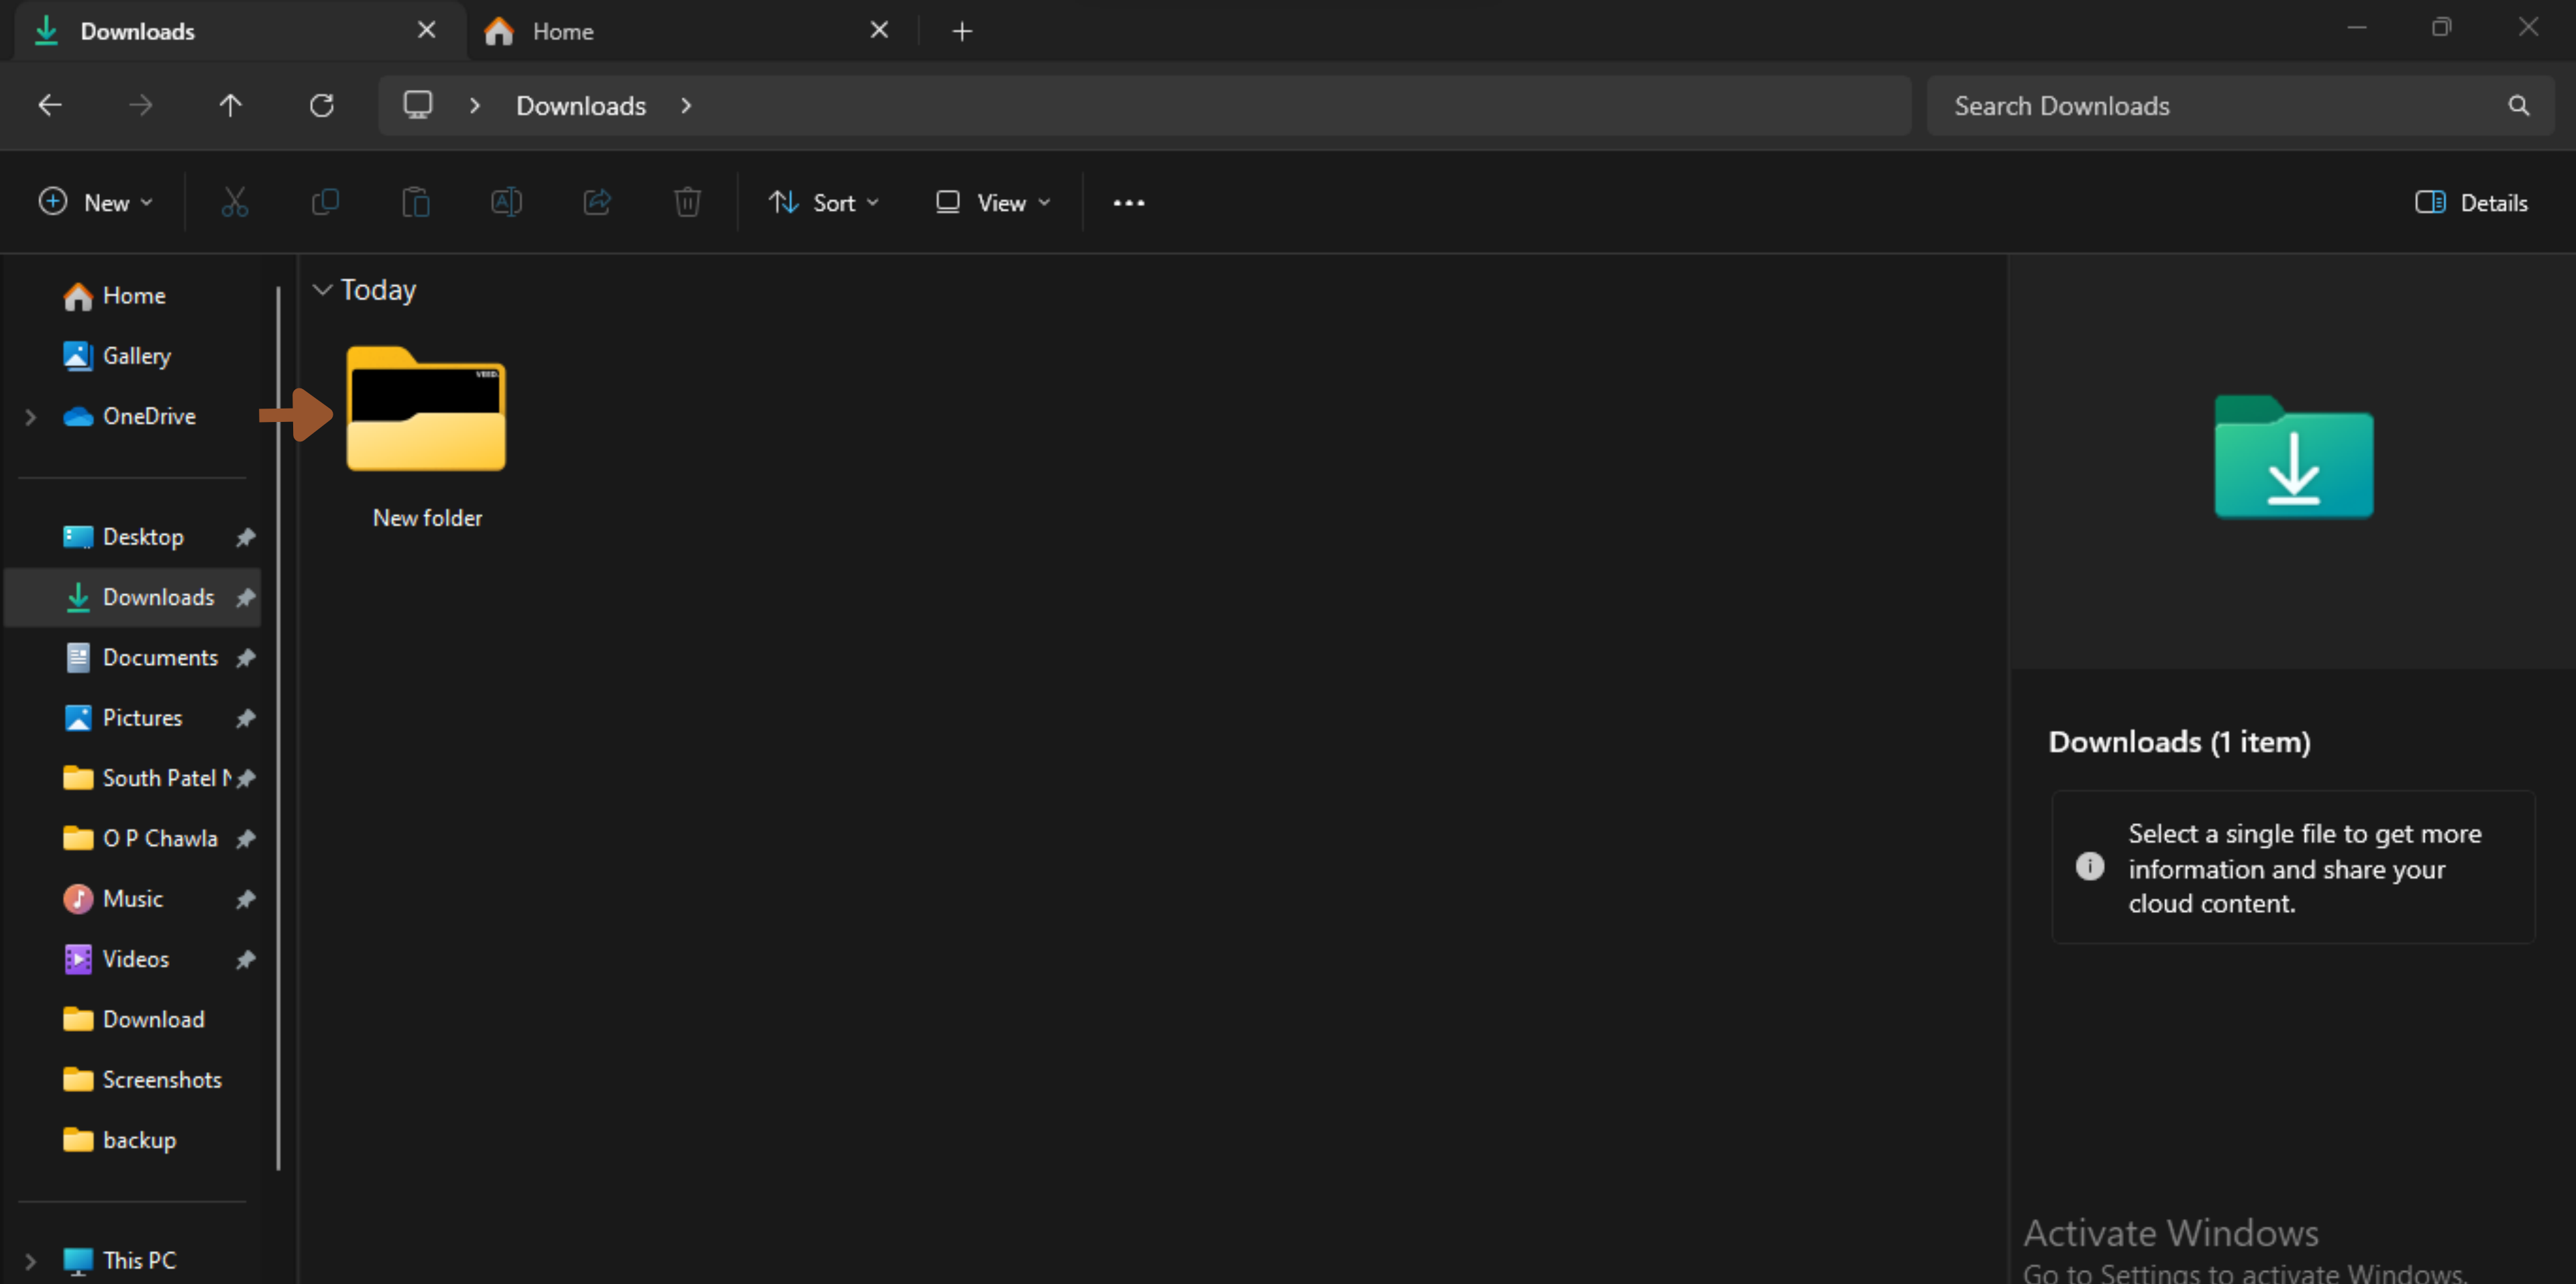 Downloads
Home
Downloads
Search Downloads
New
Sort
View
Details
Home
Gallery
OneDrive
Desktop
Downloads
Documents
Pictures
South Patel
O P Chawla
Music
Videos
Download
Screenshots
backup
This PC
Today
New folder
Downloads (1 item)
Select a single file to get more
information and share your
cloud content.
Activate Windows
Go to Settings to activate Windows.